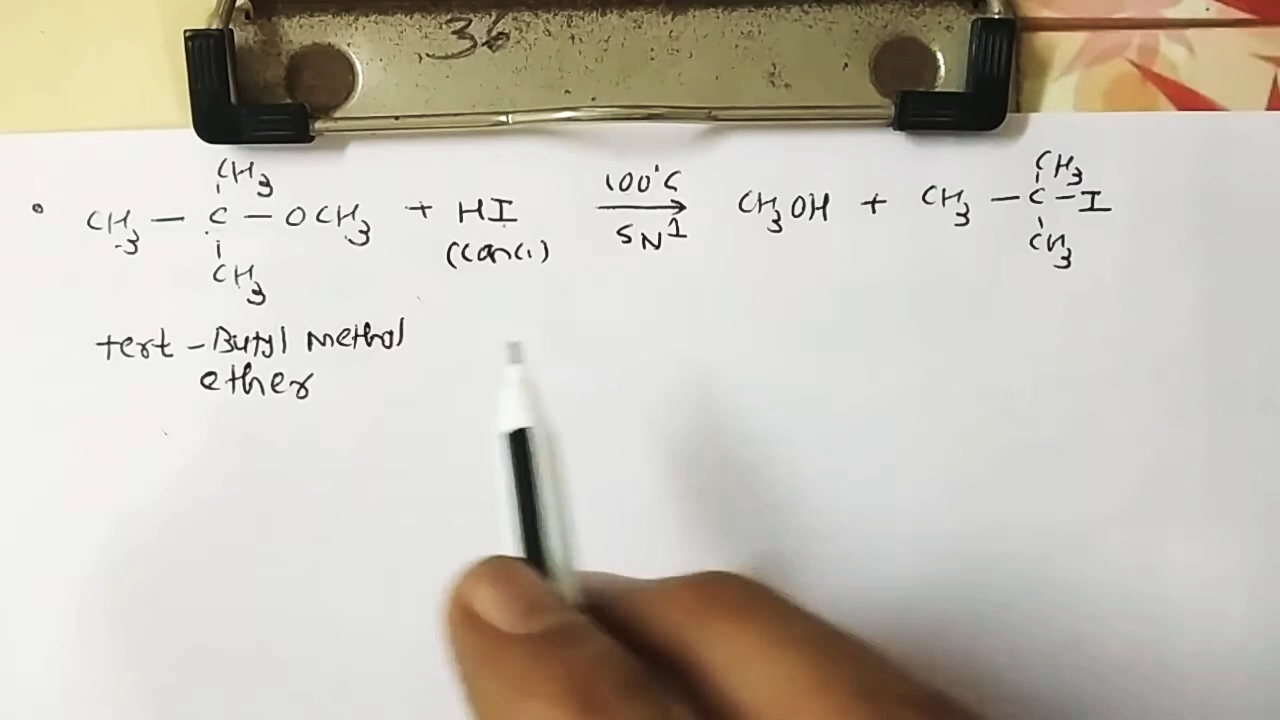 36
CH3
• CH3 — C — OCH3 + HI 100°C CH3OH + CH3 — C — I
CH3
(conc.) SN1
CH3
CH3
tert - Butyl methol
ether